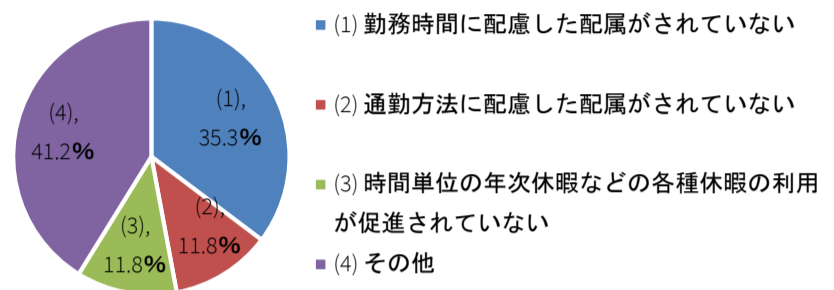 (1) 勤務時間に配慮した配属がされていない
(2) 通勤方法に配慮した配属がされていない
(3) 時間単位の年次休暇などの各種休暇の利用
が促進されていない
(4) その他
(1),
35.3%
(2),
11.8%
(3),
11.8%
(4),
41.2%